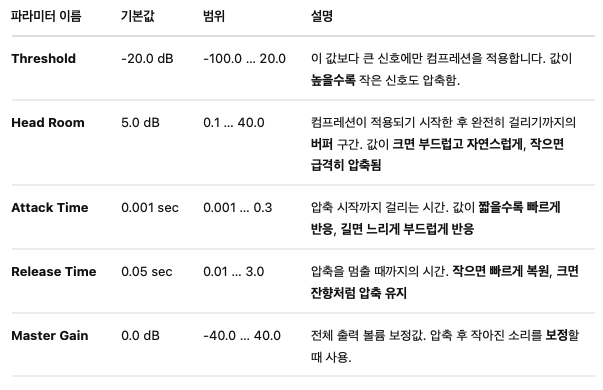 파라미터 이름 기본값 범위 설명
Threshold -20.0 dB -100.0 ... 20.0 이 값보다 큰 신호에만 컴프레션을 적용합니다. 값이
높을수록 작은 신호도 압축함.
Head Room 5.0 dB 0.1 ... 40.0 컴프레션이 적용되기 시작한 후 완전히 걸리기까지의
버퍼 구간. 값이 크면 부드럽고 자연스럽게, 작으면
급격히 압축됨
Attack Time 0.001 sec 0.001 ... 0.3 압축 시작까지 걸리는 시간. 값이 짧을수록 빠르게
반응, 길면 느리게 부드럽게 반응
Release Time 0.05 sec 0.01 ... 3.0 압축을 멈출 때까지의 시간. 작으면 빠르게 복원, 크면
잔향처럼 압축 유지
Master Gain 0.0 dB -40.0 ... 40.0 전체 출력 볼륨 보정값. 압축 후 작아진 소리를 보정할
때 사용.